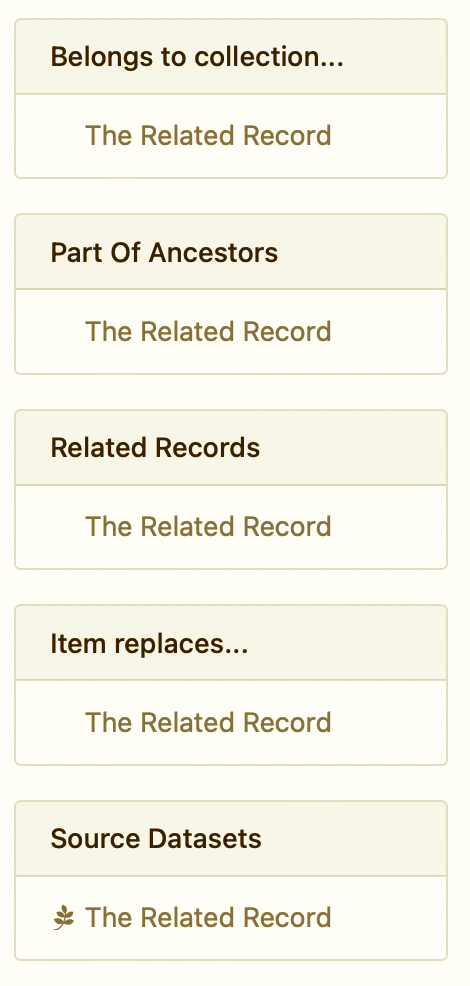 Belongs to collection...
The Related Record
Part Of Ancestors
The Related Record
Related Records
The Related Record
Item replaces...
The Related Record
Source Datasets
The Related Record